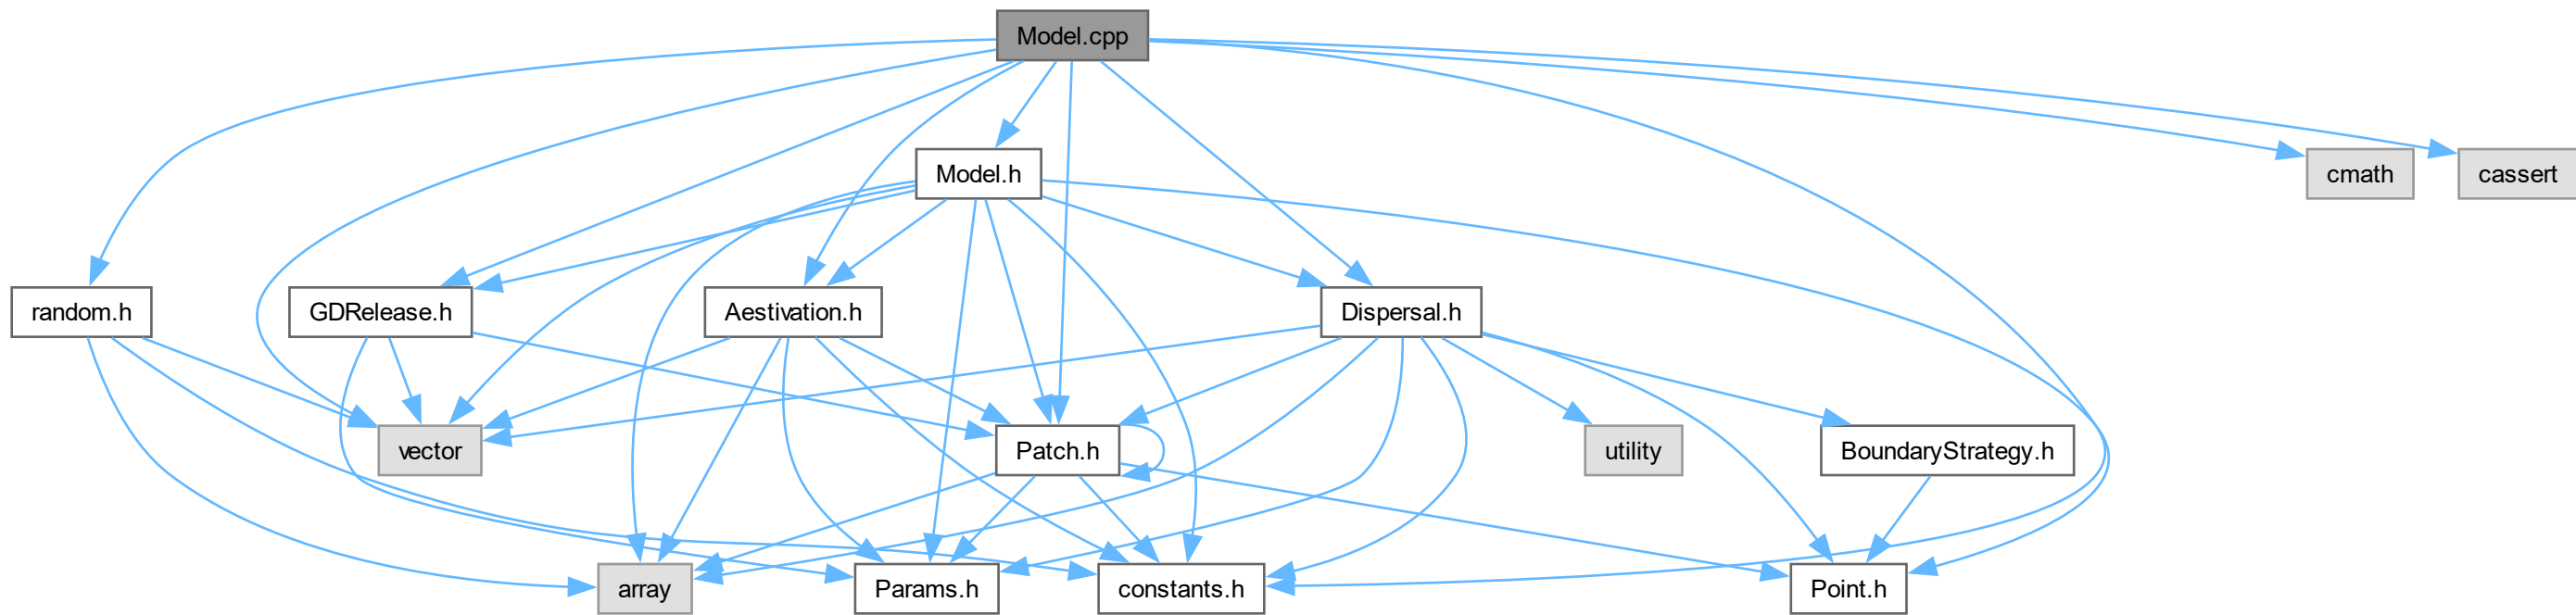 Model.cpp
Model.h
cmath
cassert
random.h
GDRelease.h
Aestivation.h
Dispersal.h
vector
Patch.h
utility
BoundaryStrategy.h
array
Params.h
constants.h
Point.h